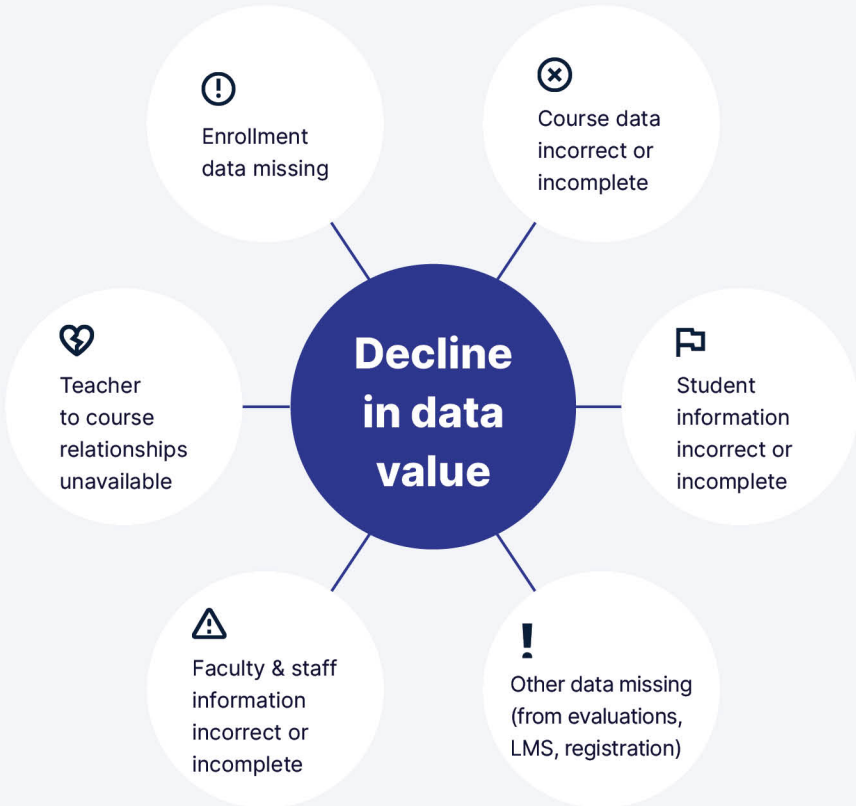 Enrollment
data missing
Course data
incorrect or
incomplete
Teacher
to course
relationships
unavailable
Decline
in data
value
Student
information
incorrect or
incomplete
Faculty & staff
information
incorrect or
incomplete
Other data missing
(from evaluations,
LMS, registration)